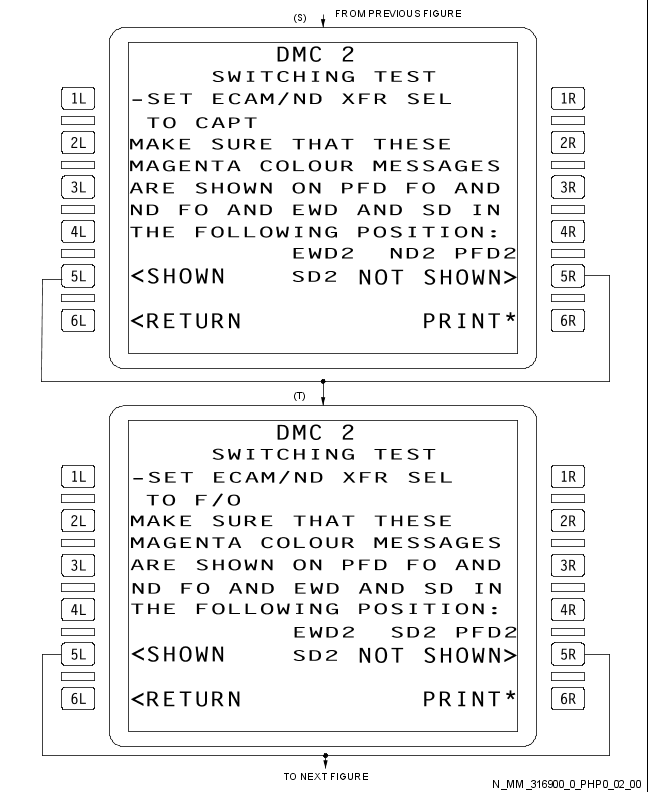 (S) FROM PREVIOUS FIGURE
DMC 2
SWITCHING TEST
1L -SET ECAM/ND XFR SEL 1R
TO CAPT
2L MAKE SURE THAT THESE 2R
MAGENTA COLOUR MESSAGES
3L ARE SHOWN ON PFD FO AND 3R
ND FO AND EWD AND SD IN
4L THE FOLLOWING POSITION: 4R
EWD2 ND2 PFD2
5L <SHOWN SD2 NOT SHOWN> 5R
6L <RETURN PRINT* 6R
(T)
DMC 2
SWITCHING TEST
1L -SET ECAM/ND XFR SEL 1R
TO F/O
2L MAKE SURE THAT THESE 2R
MAGENTA COLOUR MESSAGES
3L ARE SHOWN ON PFD FO AND 3R
ND FO AND EWD AND SD IN
4L THE FOLLOWING POSITION: 4R
EWD2 SD2 PFD2
5L <SHOWN SD2 NOT SHOWN> 5R
6L <RETURN PRINT* 6R
TO NEXT FIGURE
N_MM_316900_0_PHP0_02_00